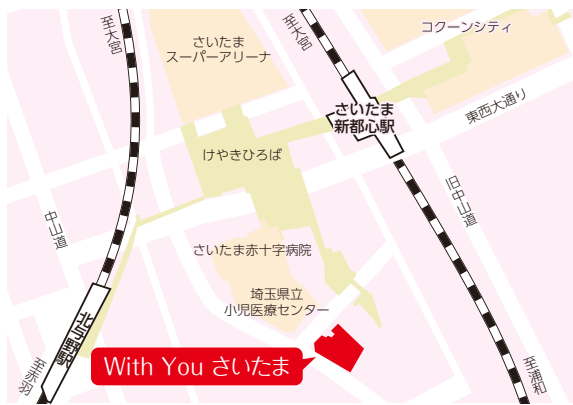 至大宮
さいたま
スーパーアリーナ
至大宮
コクーンシティ
さいたま
新都心駅
東西大通り
けやきひろば
中山道
旧中山道
さいたま赤十字病院
埼玉県立
小児医療センター
北与野駅
至赤羽
With You さいたま
至浦和